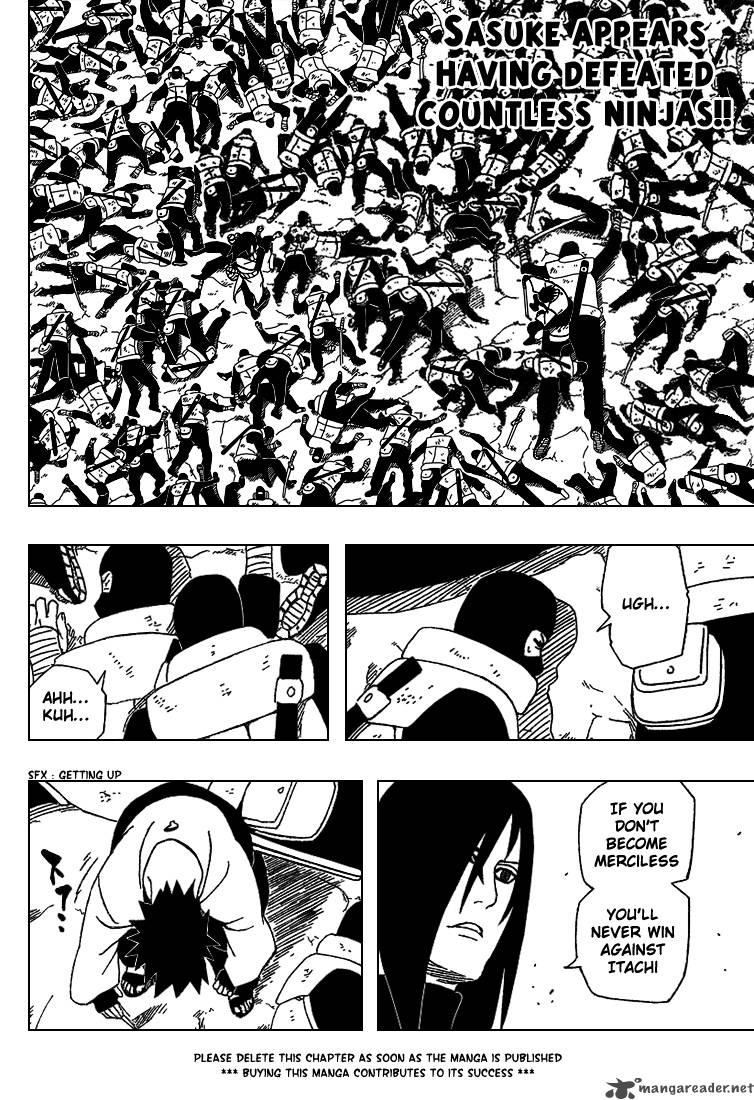 SASUKE APPEARS
HAVING DEFEATED
COUNTLESS NINJAS!!
UGH...
AHH...
KUH...
SFX : GETTING UP
スア...
IF YOU
DON'T
BECOME
MERCILESS
YOU'LL
NEVER WIN
AGAINST
ITACHI
PLEASE DELETE THIS CHAPTER AS SOON AS THE MANGA IS PUBLISHED
*** BUYING THIS MANGA CONTRIBUTES TO ITS SUCCESS ***
mangareader.net